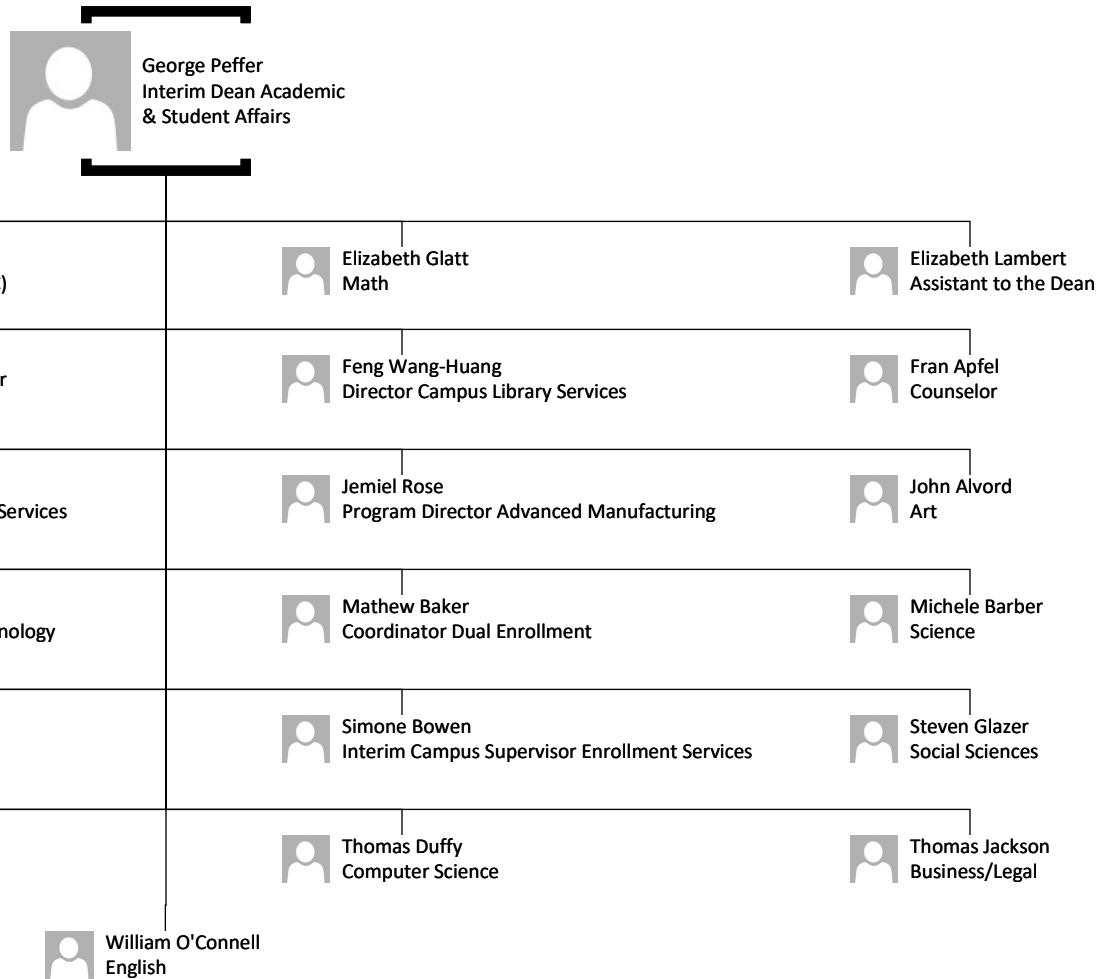 George Peffer
Interim Dean Academic
& Student Affairs
Elizabeth Glatt
Math
Elizabeth Lambert
Assistant to the Dean
Feng Wang-Huang
Director Campus Library Services
Fran Apfel
Counselor
Services
Jemiel Rose
Program Director Advanced Manufacturing
John Alvord
Art
nology
Mathew Baker
Coordinator Dual Enrollment
Michele Barber
Science
Simone Bowen
Interim Campus Supervisor Enrollment Services
Steven Glazer
Social Sciences
Thomas Duffy
Computer Science
Thomas Jackson
Business/Legal
William O'Connell
English